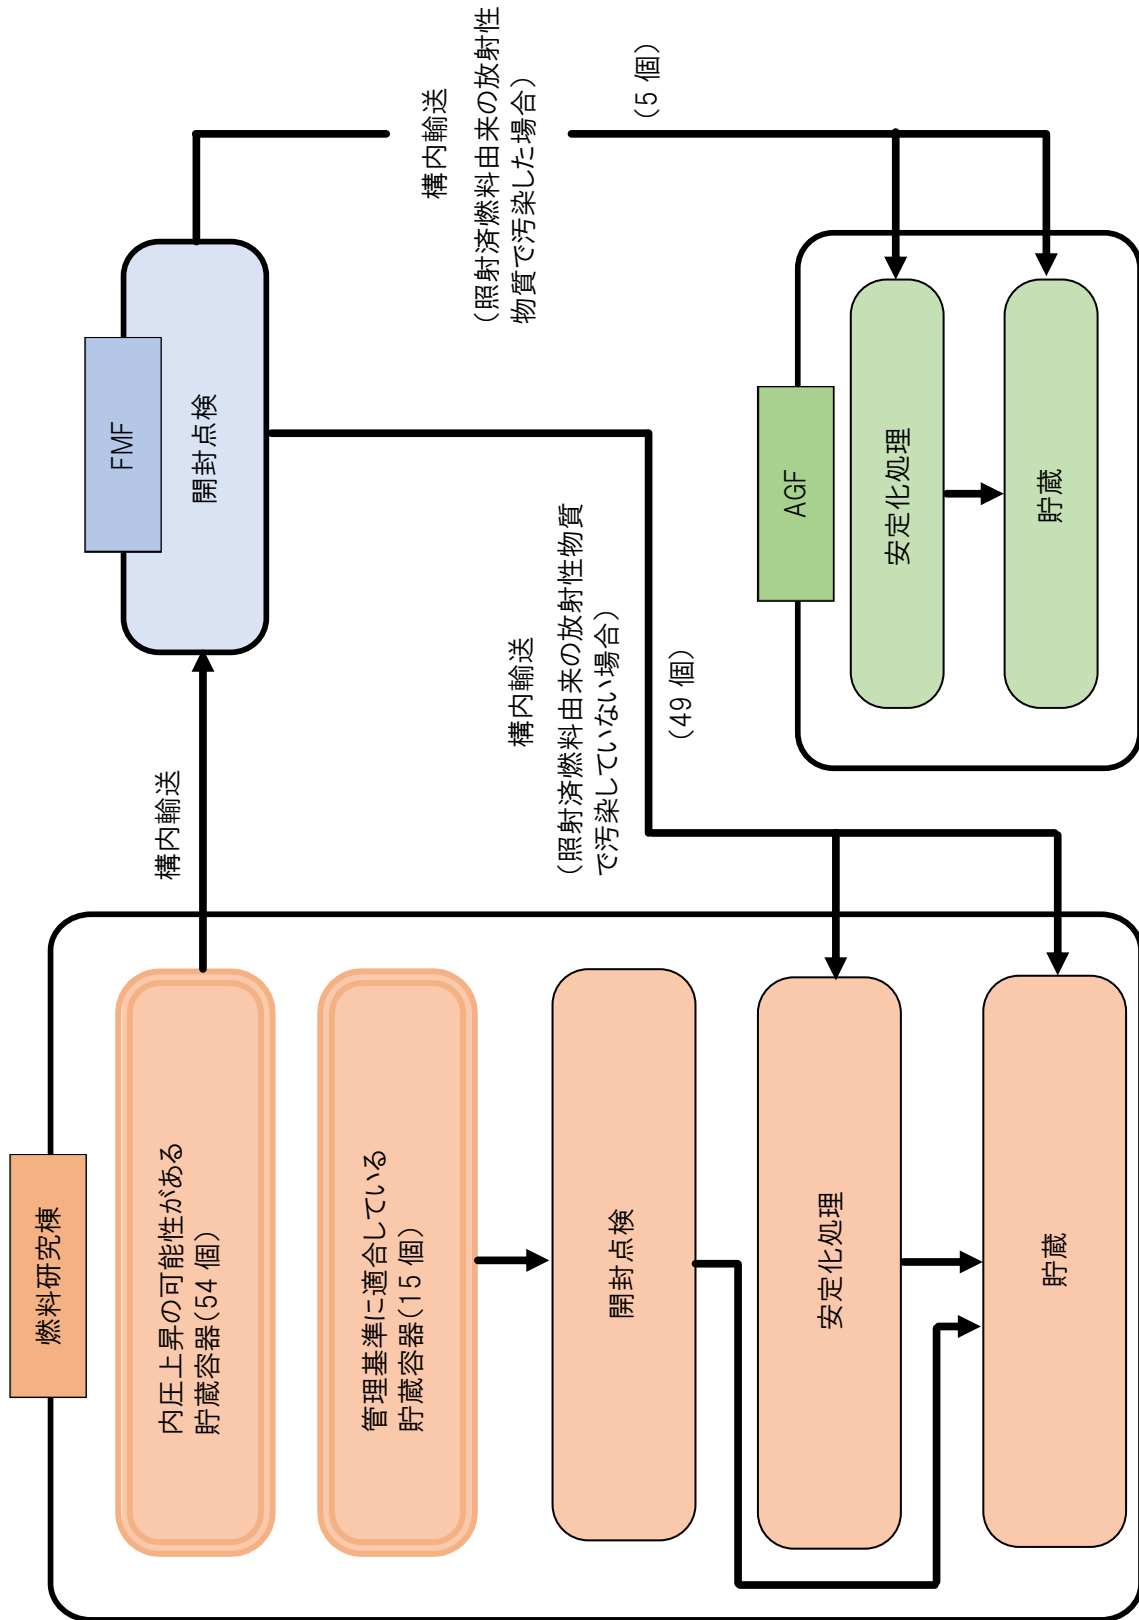 燃料研究棟
内圧上昇の可能性がある
貯蔵容器(54 個)
管理基準に適合している
貯蔵容器(15 個)
開封点検
安定化処理
貯蔵
構内輸送
FMF
開封点検
構内輸送
(照射済燃料由来の放射性物質
で汚染していない場合)
(49 個)
構内輸送
(照射済燃料由来の放射性
物質で汚染した場合)
(5 個)
AGF
安定化処理
貯蔵